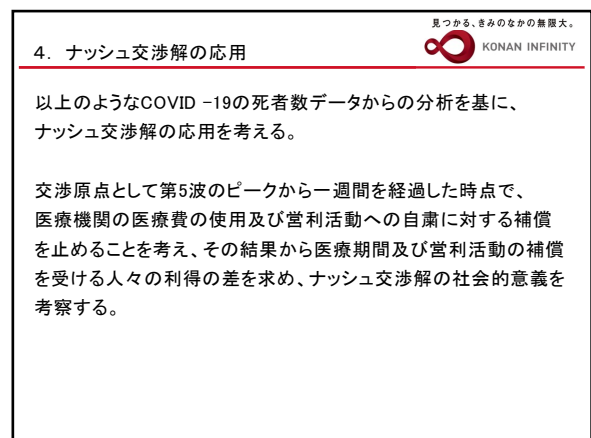 見つかる、きみのなかの無限大。
KONAN INFINITY
4. ナッシュ交渉解の応用
以上のようなCOVID -19の死者数データからの分析を基に、
ナッシュ交渉解の応用を考える。
交渉原点として第5波のピークから一週間を経過した時点で、
医療機関の医療費の使用及び営利活動への自粛に対する補償
を止めることを考え、その結果から医療期間及び営利活動の補償
を受ける人々の利得の差を求め、ナッシュ交渉解の社会的意義を
考察する。